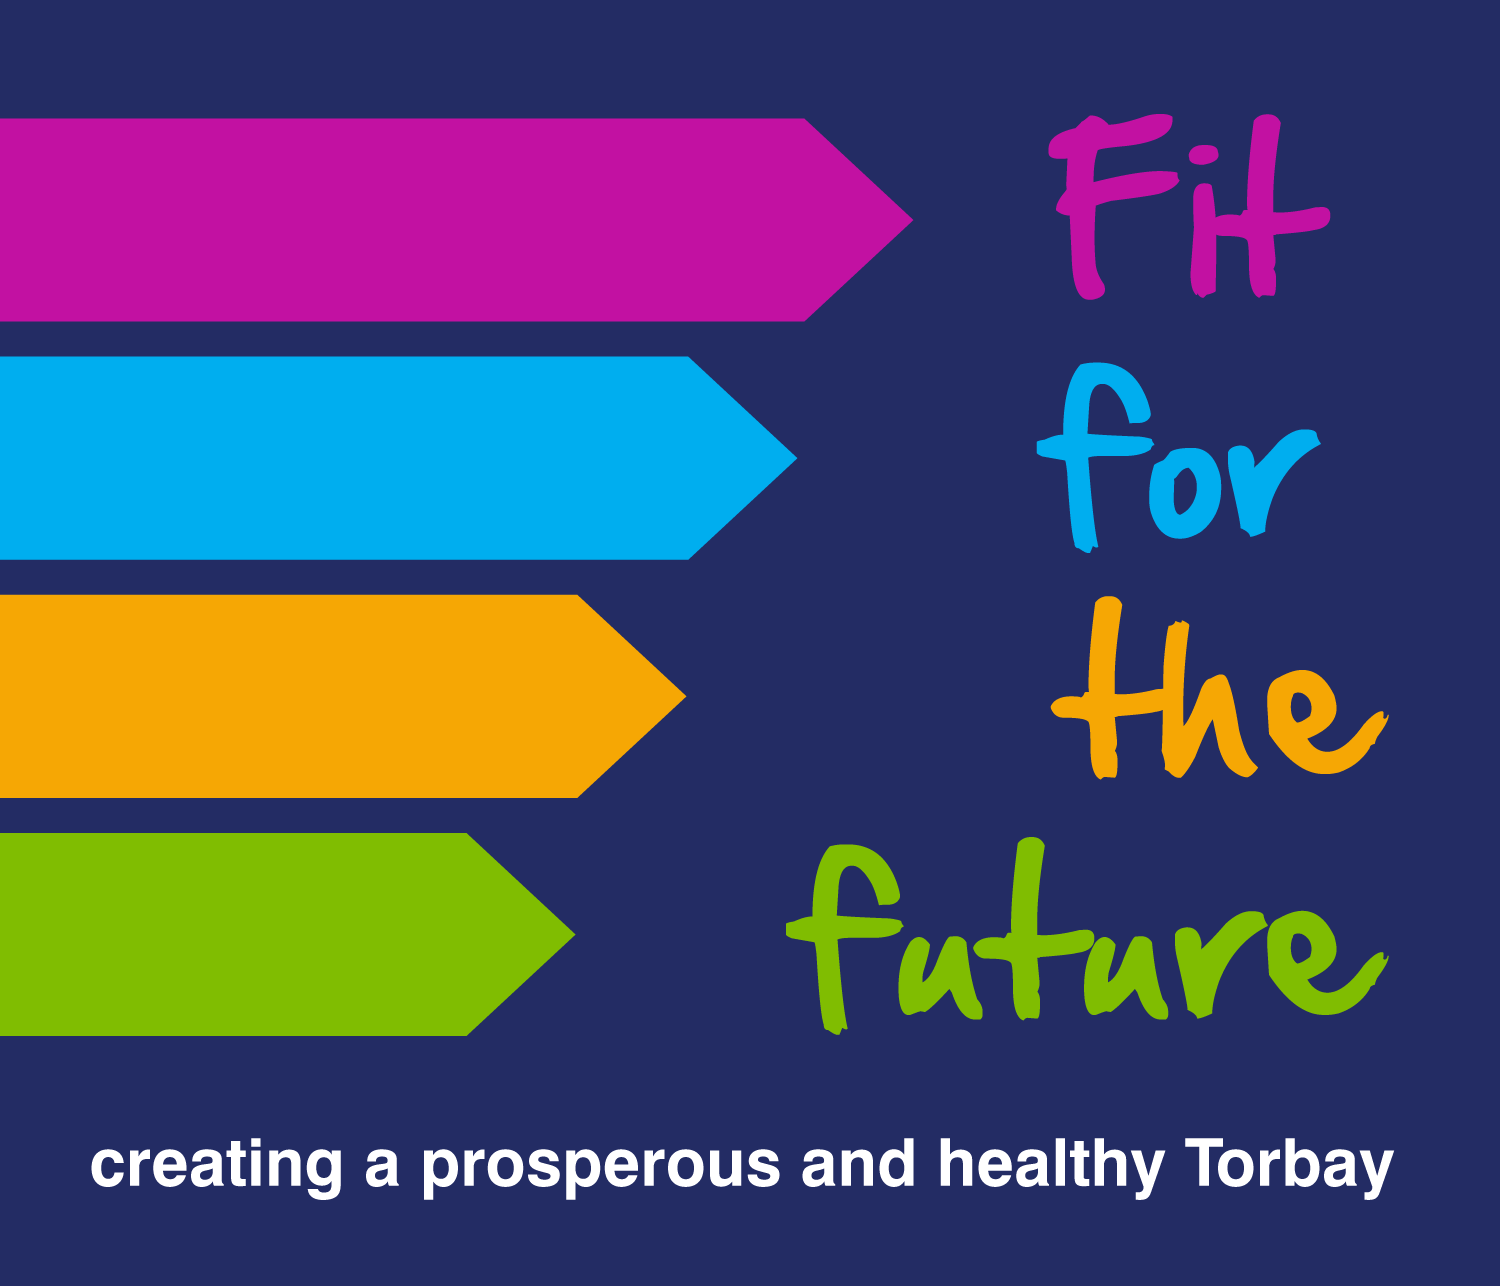 Fit
for
the
future
creating a prosperous and healthy Torbay